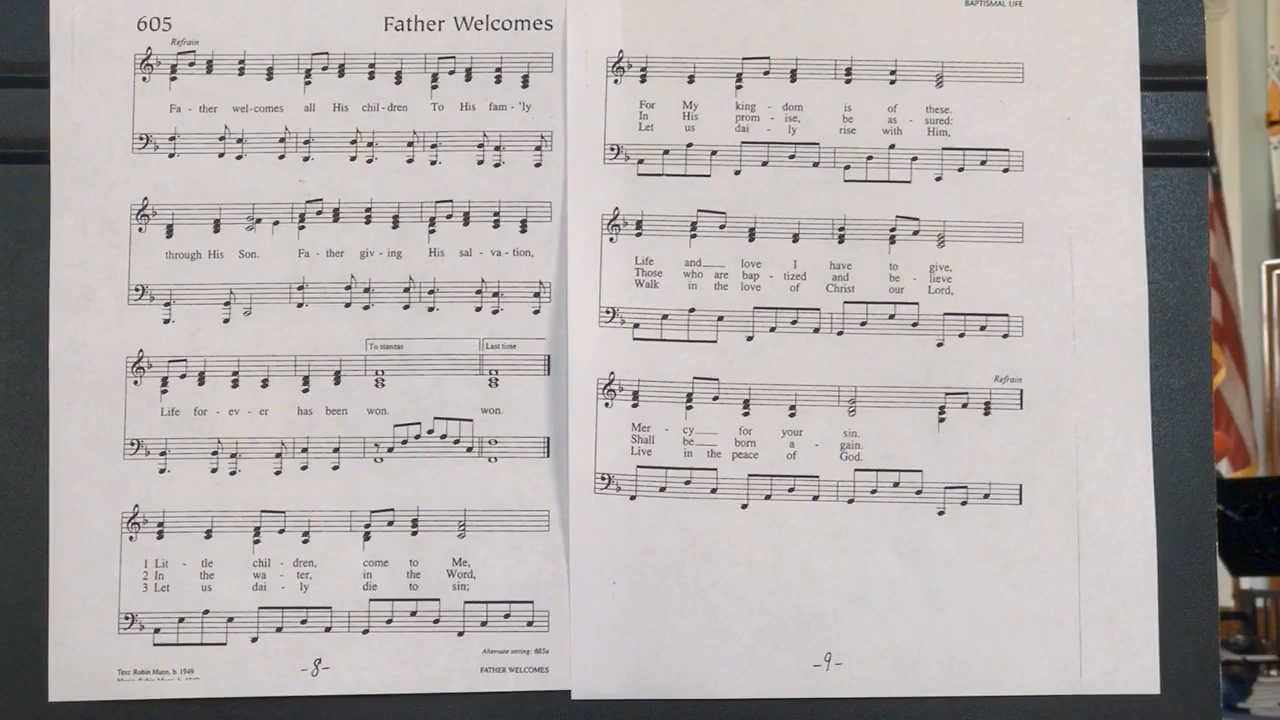 605
Father Welcomes
Refrain
Fa - ther wel-comes all His chil-dren To His fam-'ly
through His Son. Fa - ther giv - ing His sal - va - tion,
To stanzas
Last time
Life for - ev - er has been won. won.
1 Lit - tle chil - dren, come to Me,
2 In the wa - ter, in the Word,
3 Let us dai - ly die to sin;
Alternate setting: 605a
Text: Robin Mann, b. 1949
FATHER WELCOMES
-8-
BAPTISMAL LIFE
For My king - dom is of these.
In His prom - ise, be as - sured:
Let us dai - ly rise with Him,
Life and___ love I have to give,
Those who are bap - tized and be - lieve
Walk in the love of Christ our Lord,
Refrain
Mer - cy___ for your sin.
Shall be___ born a - gain.
Live in the peace of God.
-9-